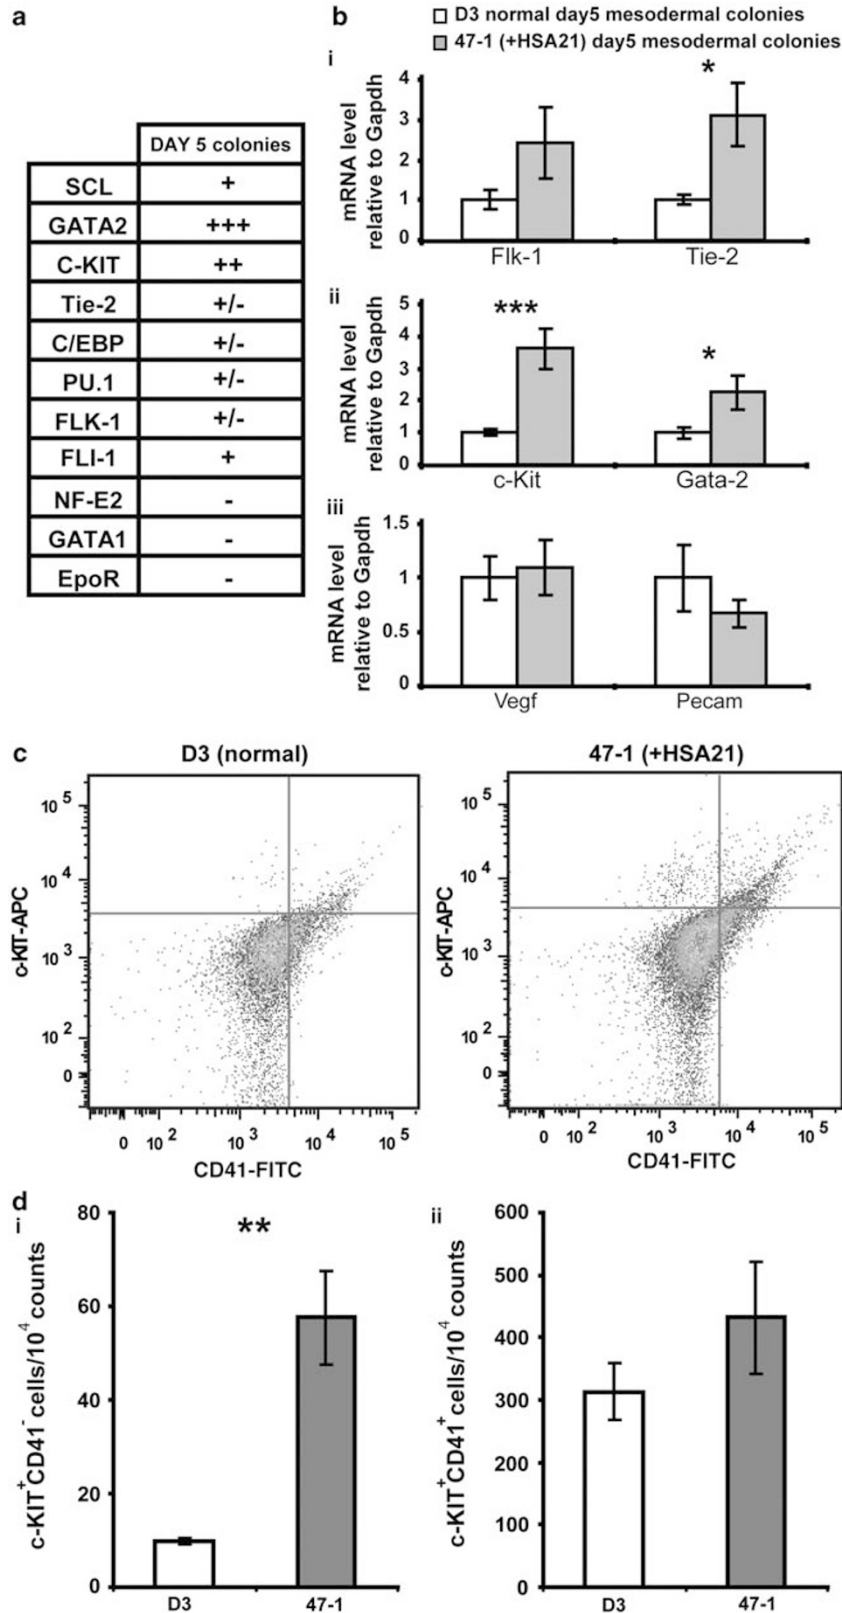 a
DAY 5 colonies
SCL +
GATA2 +++
C-KIT ++
Tie-2 +/-
C/EBP +/-
PU.1 +/-
FLK-1 +/-
FLI-1 +
NF-E2 -
GATA1 -
EpoR -
b
D3 normal day5 mesodermal colonies
47-1 (+HSA21) day5 mesodermal colonies
i
mRNA level
relative to Gapdh
4
3
2
1
0
*
Flk-1 Tie-2
ii
mRNA level
relative to Gapdh
5
4
3
2
1
0
*** *
c-Kit Gata-2
iii
mRNA level
relative to Gapdh
1.5
1
0.5
0
Vegf Pecam
c
D3 (normal)
c-KIT-APC
10 5
10 4
10 3
10 2
0
0 10 2 10 3 10 4 10 5
CD41-FITC
47-1 (+HSA21)
c-KIT-APC
10 5
10 4
10 3
10 2
0
0 10 2 10 3 10 4 10 5
CD41-FITC
d
i
c-KIT+CD41- cells/10 4 counts
80
60
40
20
0
**
D3 47-1
ii
c-KIT+CD41+ cells/10 4 counts
600
500
400
300
200
100
0
D3 47-1